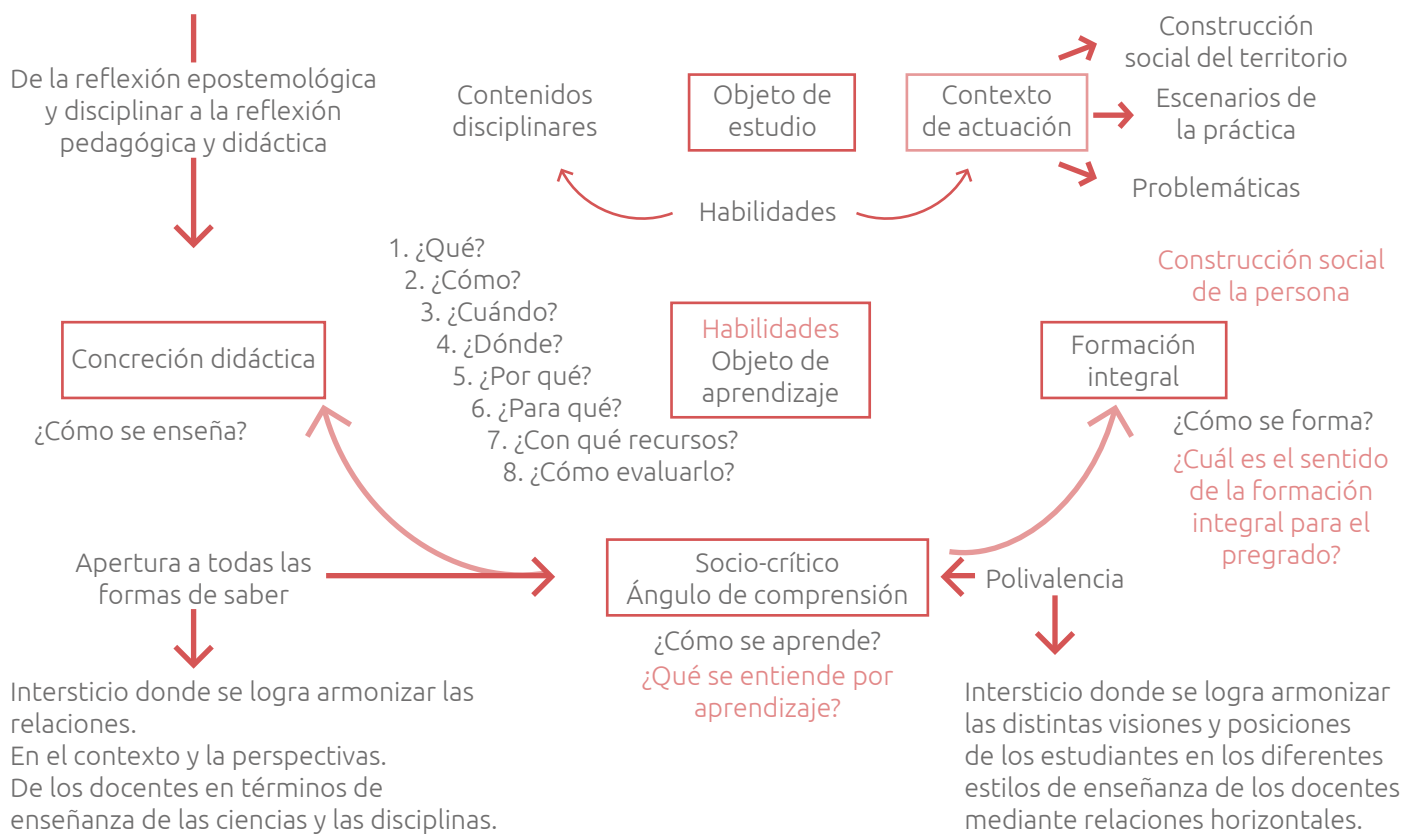 De la reflexión epostemológica
y disciplinar a la reflexión
pedagógica y didáctica
Contenidos
disciplinares
Objeto de
estudio
Contexto
de actuación
Construcción
social del territorio
Escenarios de
la práctica
Problemáticas
Habilidades
1. ¿Qué?
2. ¿Cómo?
3. ¿Cuándo?
4. ¿Dónde?
5. ¿Por qué?
6. ¿Para qué?
7. ¿Con qué recursos?
8. ¿Cómo evaluarlo?
Construcción social
de la persona
Concreción didáctica
¿Cómo se enseña?
Habilidades
Objeto de
aprendizaje
Formación
integral
¿Cómo se forma?
¿Cuál es el sentido
de la formación
integral para el
pregrado?
Apertura a todas las
formas de saber
Socio-crítico
Ángulo de comprensión
Polivalencia
¿Cómo se aprende?
¿Qué se entiende por
aprendizaje?
Intersticio donde se logra armonizar las
relaciones.
En el contexto y la perspectivas.
De los docentes en términos de
enseñanza de las ciencias y las disciplinas.
Intersticio donde se logra armonizar
las distintas visiones y posiciones
de los estudiantes en los diferentes
estilos de enseñanza de los docentes
mediante relaciones horizontales.